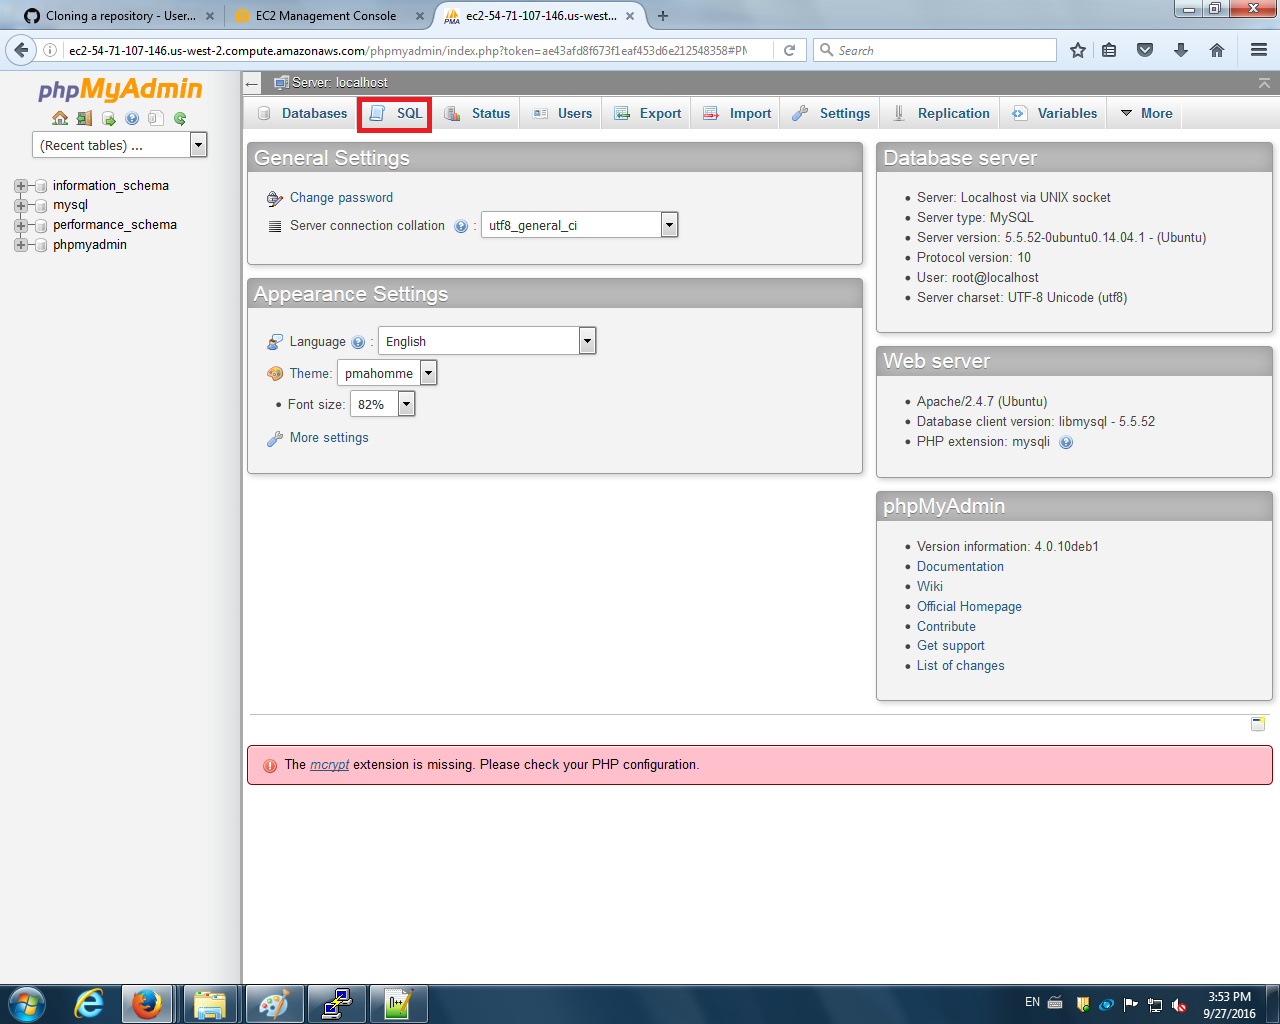 Cloning a repository - User...
EC2 Management Console
ec2-54-71-107-146.us-west...
ec2-54-71-107-146.us-west-2.compute.amazonaws.com/phpmyadmin/index.php?token=ae43afd8f673f1eaf453d6e212548358#PM
Search
phpMyAdmin
(Recent tables) ...
information_schema
mysql
performance_schema
phpmyadmin
Server: localhost
Databases
SQL
Status
Users
Export
Import
Settings
Replication
Variables
More
General Settings
Change password
Server connection collation :
utf8_general_ci
Appearance Settings
Language :
English
Theme:
pmahomme
Font size:
82%
More settings
Database server
Server: Localhost via UNIX socket
Server type: MySQL
Server version: 5.5.52-0ubuntu0.14.04.1 - (Ubuntu)
Protocol version: 10
User: root@localhost
Server charset: UTF-8 Unicode (utf8)
Web server
Apache/2.4.7 (Ubuntu)
Database client version: libmysql - 5.5.52
PHP extension: mysqli
phpMyAdmin
Version information: 4.0.10deb1
Documentation
Wiki
Official Homepage
Contribute
Get support
List of changes
The mcrypt extension is missing. Please check your PHP configuration.
EN
3:53 PM
9/27/2016